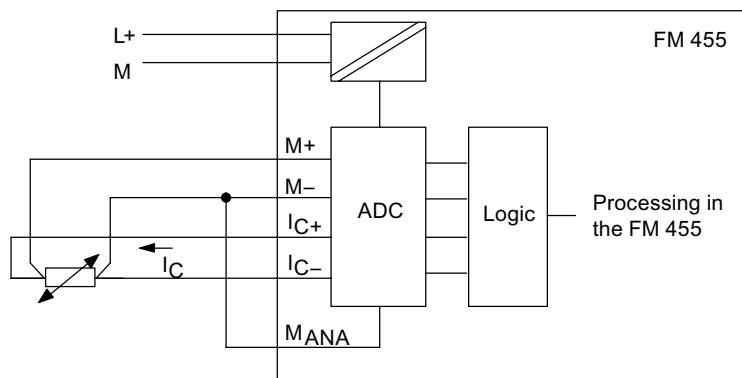 FM 455
L+
M
M+
M−
IC+
IC
IC−
MANA
ADC
Logic
Processing in
the FM 455